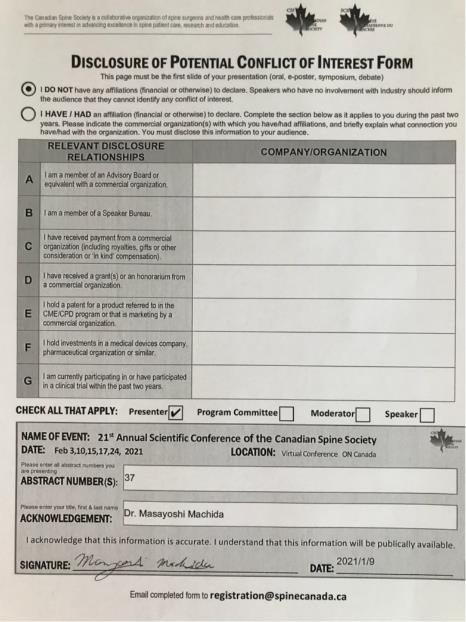 The Canadian Spine Society is a collaborative organization of spine surgeons and health care professionals
with a primary interest in advancing excellence in spine patient care, research and education.
DISCLOSURE OF POTENTIAL CONFLICT OF INTEREST FORM
This page must be the first slide of your presentation (oral, e-poster, symposium, debate)
I DO NOT have any affiliations (financial or otherwise) to declare. Speakers who have no involvement with industry should inform
the audience that they cannot identify any conflict of interest.
I HAVE / HAD an affiliation (financial or otherwise) to declare. Complete the section below as it applies to you during the past two
years. Please indicate the commercial organization(s) with which you have/had affiliations, and briefly explain what connection you
have/had with the organization. You must disclose this information to your audience.
RELEVANT DISCLOSURE
RELATIONSHIPS
COMPANY/ORGANIZATION
A
I am a member of an Advisory Board or
equivalent with a commercial organization.
B
I am a member of a Speaker Bureau.
C
I have received payment from a commercial
organization (including royalties, gifts or other
consideration or 'in kind' compensation).
D
I have received a grant(s) or an honorarium from
a commercial organization.
E
I hold a patent for a product referred to in the
CME/CPD program or that is marketing by a
commercial organization.
F
I hold investments in a medical devices company,
pharmaceutical organization or similar.
G
I am currently participating in or have participated
in a clinical trial within the past two years.
CHECK ALL THAT APPLY: Presenter Program Committee Moderator Speaker
NAME OF EVENT: 21st Annual Scientific Conference of the Canadian Spine Society
DATE: Feb 3,10,15,17,24, 2021 LOCATION: Virtual Conference ON Canada
Please enter all abstract numbers you
are presenting
ABSTRACT NUMBER(S): 37
Please enter your title, first & last name
ACKNOWLEDGEMENT: Dr. Masayoshi Machida
I acknowledge that this information is accurate. I understand that this information will be publically available.
SIGNATURE: DATE: 2021/1/9
Email completed form to registration@spinecanada.ca